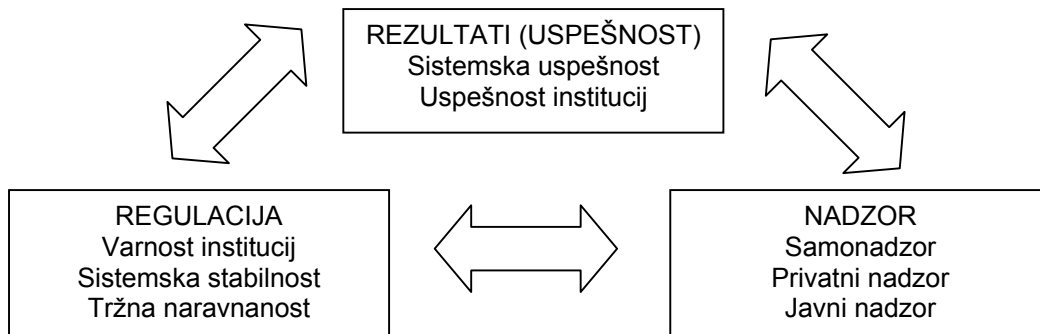 REZULTATI (USPEŠNOST)
Sistemska uspešnost
Uspešnost institucij
REGULACIJA
Varnost institucij
Sistemska stabilnost
Tržna naravnanost
NADZOR
Samonadzor
Privatni nadzor
Javni nadzor